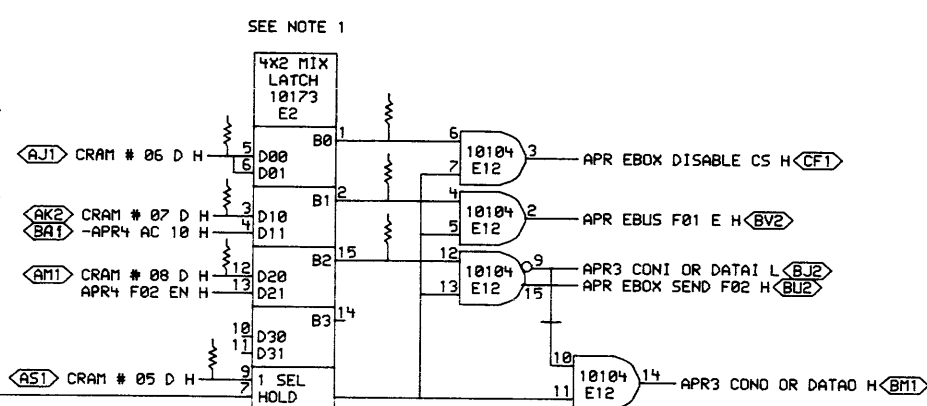 SEE NOTE 1
4X2 MIX
LATCH
10173
E2
AJ1 CRAM # 06 D H 5 D00 B0 1 6 10104 3 APR EBOX DISABLE CS H CF1
6 D01 7 E12
AK2 CRAM # 07 D H 3 D10 B1 2 4 10104 2 APR EBUS F01 E H BV2
BA1 -APR4 AC 10 H 4 D11 5 E12
AM1 CRAM # 08 D H 12 D20 B2 15 12 10104 9 APR3 CONI OR DATAI L BJ2
APR4 F02 EN H 13 D21 13 E12 15 APR EBOX SEND F02 H BU2
10 D30 B3 14
11 D31
AS1 CRAM # 05 D H 9 1 SEL 10 10104 14 APR3 CONO OR DATAO H BM1
7 HOLD 11 E12